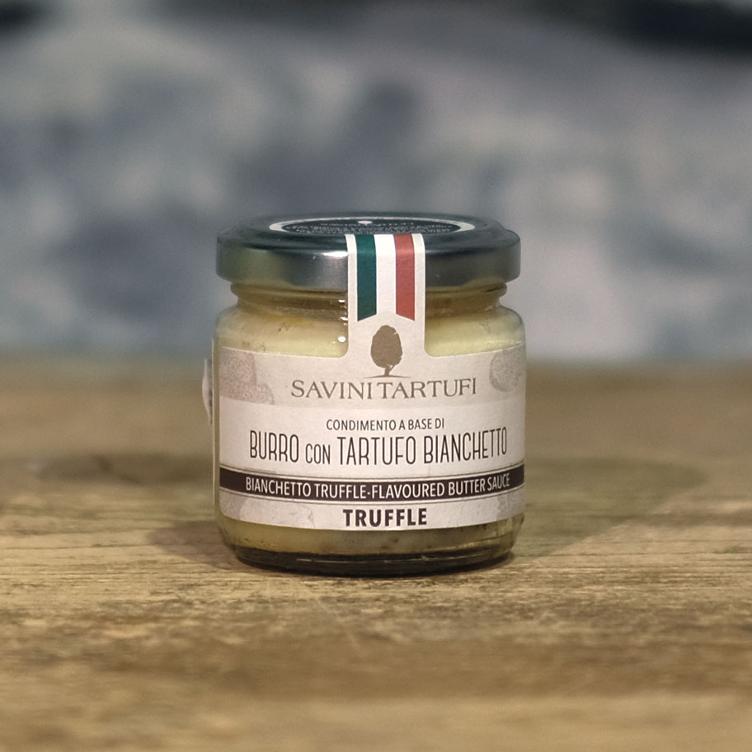 SAVINI TARTUFI
CONDIMENTO A BASE DI
BURRO CON TARTUFO BIANCHETTO
BIANCHETTO TRUFFLE-FLAVOURED BUTTER SAUCE
TRUFFLE